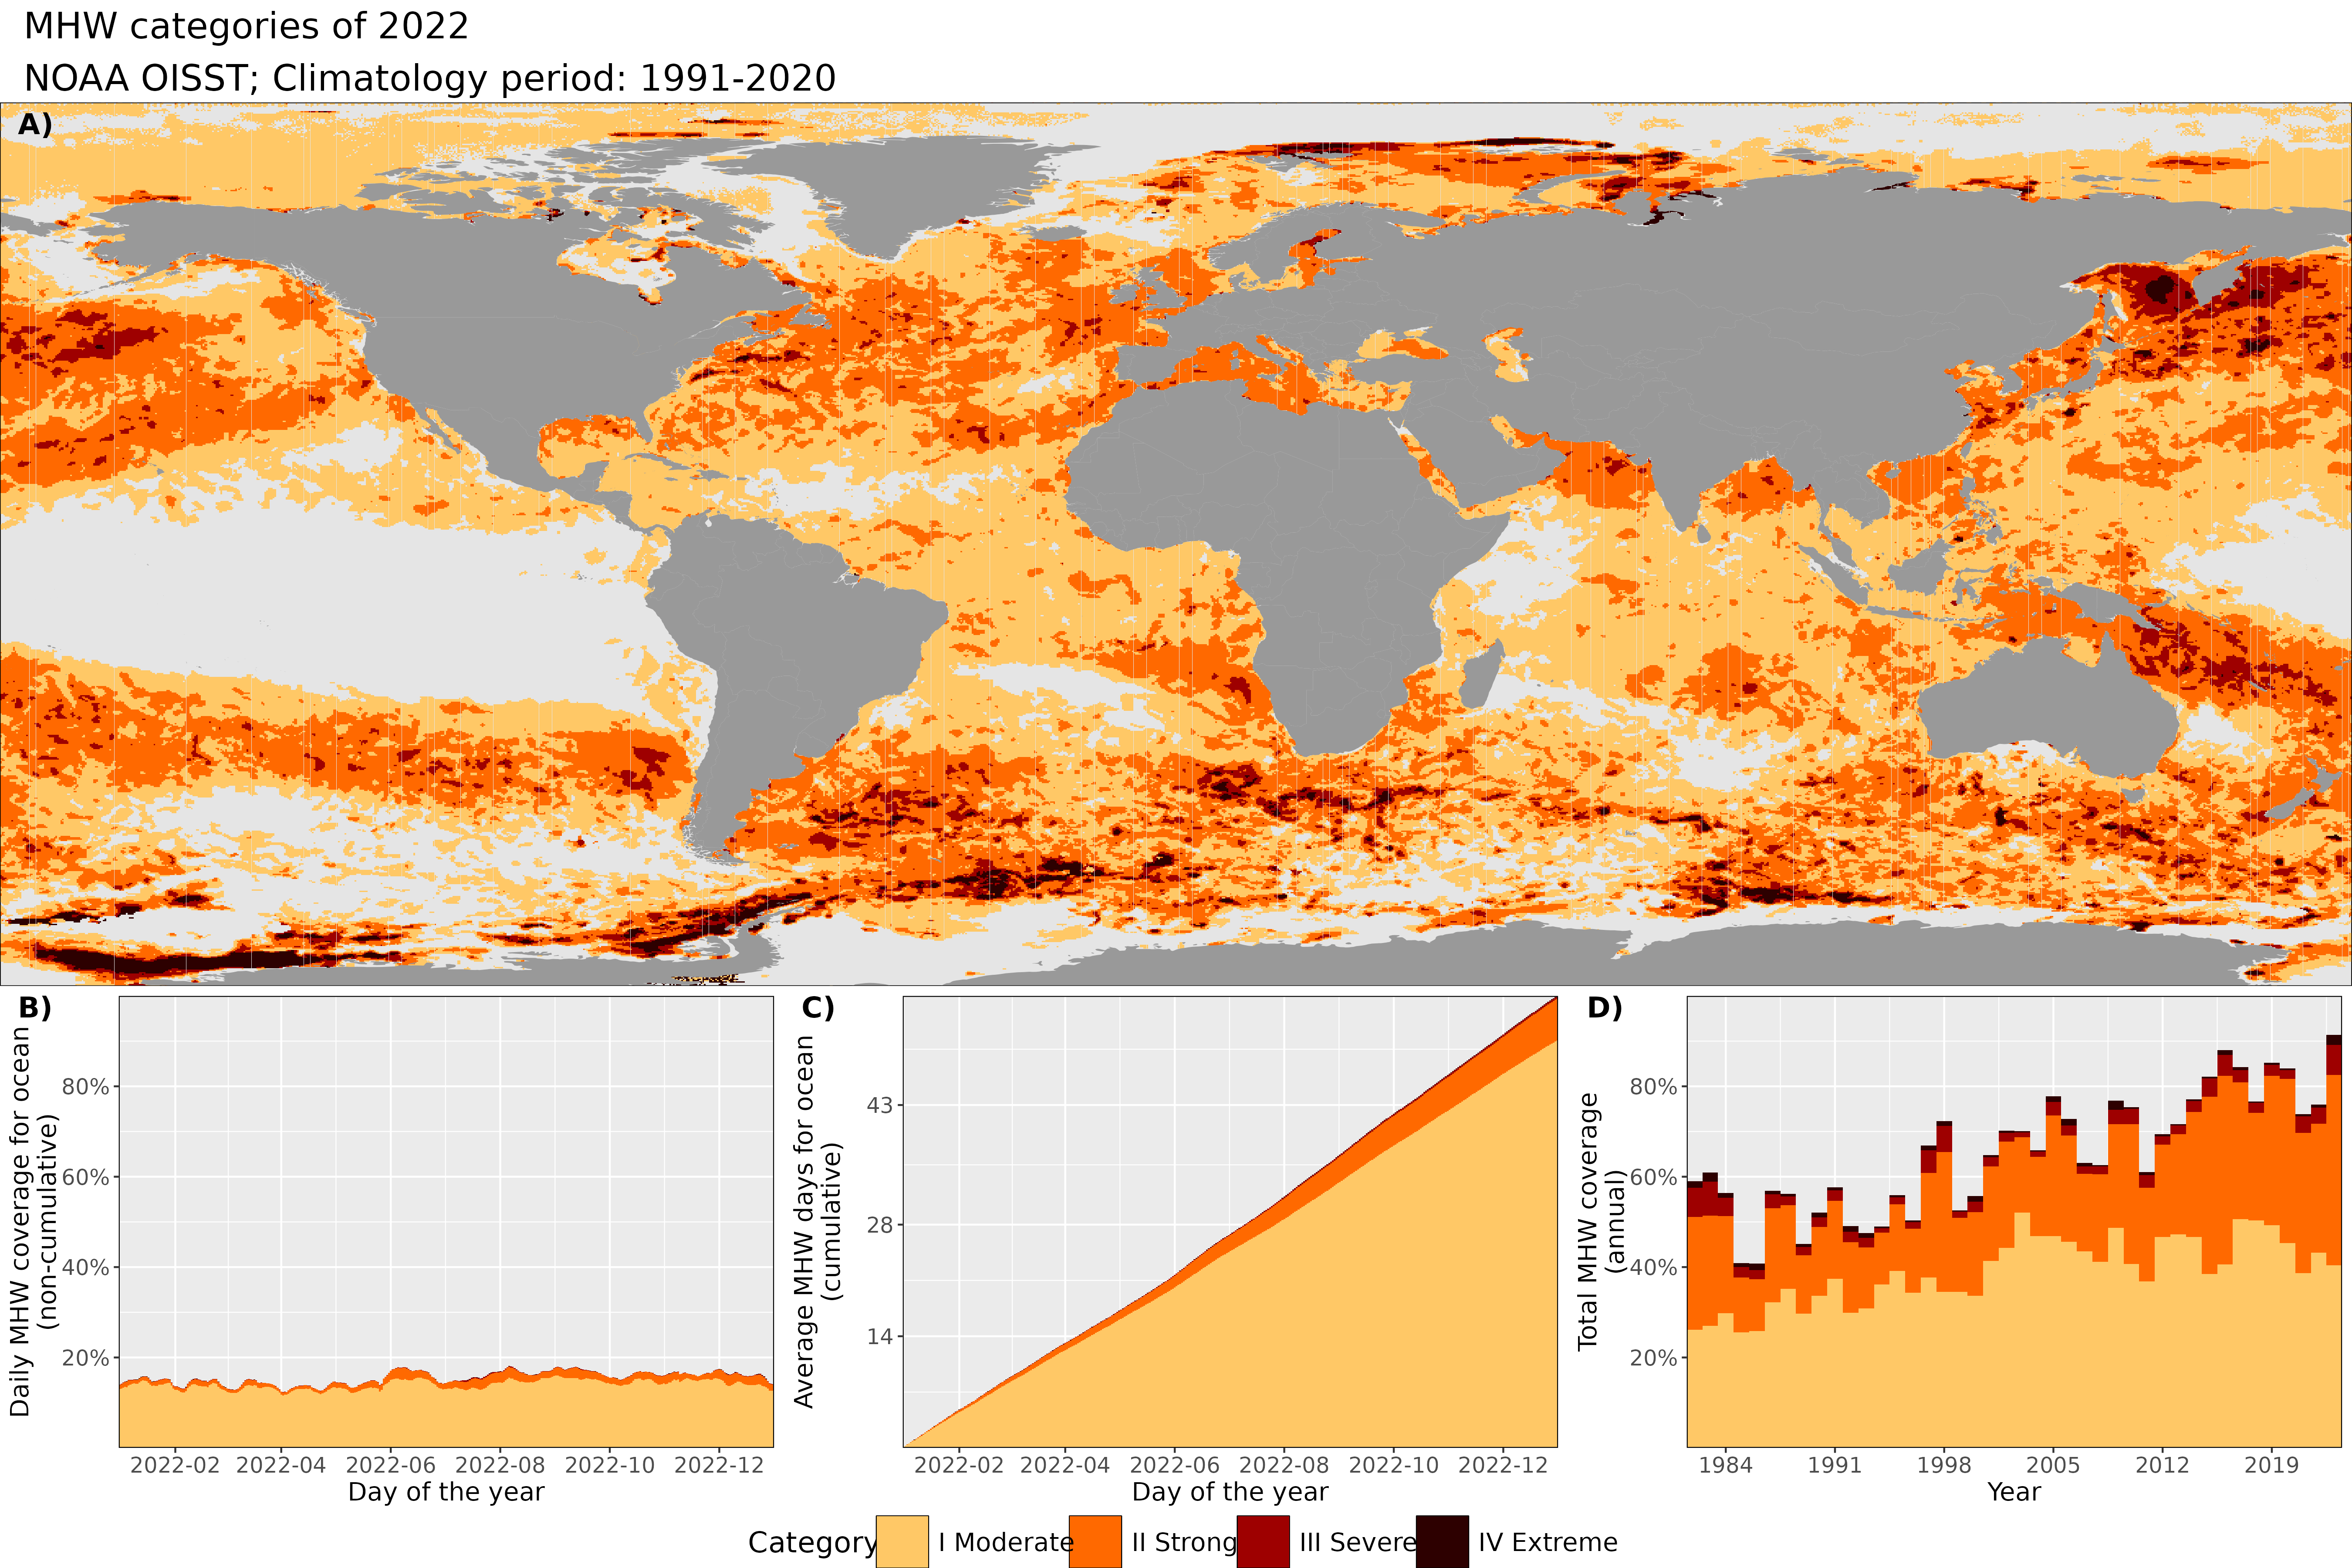 MHW categories of 2022
NOAA OISST; Climatology period: 1991-2020
A)
B)
Daily MHW coverage for ocean
(non-cumulative)
80%
60%
40%
20%
2022-02 2022-04 2022-06 2022-08 2022-10 2022-12
Day of the year
C)
Average MHW days for ocean
(cumulative)
43
28
14
2022-02 2022-04 2022-06 2022-08 2022-10 2022-12
Day of the year
D)
Total MHW coverage
(annual)
80%
60%
40%
20%
1984 1991 1998 2005 2012 2019
Year
Category I Moderate II Strong III Severe IV Extreme